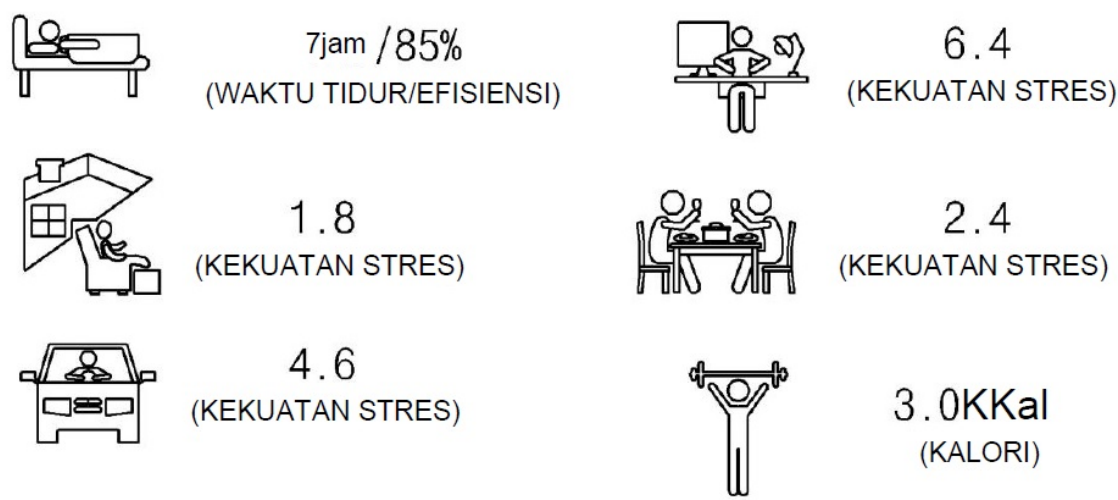 7jam /85%
(WAKTU TIDUR/EFISIENSI)
6.4
(KEKUATAN STRES)
1.8
(KEKUATAN STRES)
2.4
(KEKUATAN STRES)
4.6
(KEKUATAN STRES)
3.0KKal
(KALORI)